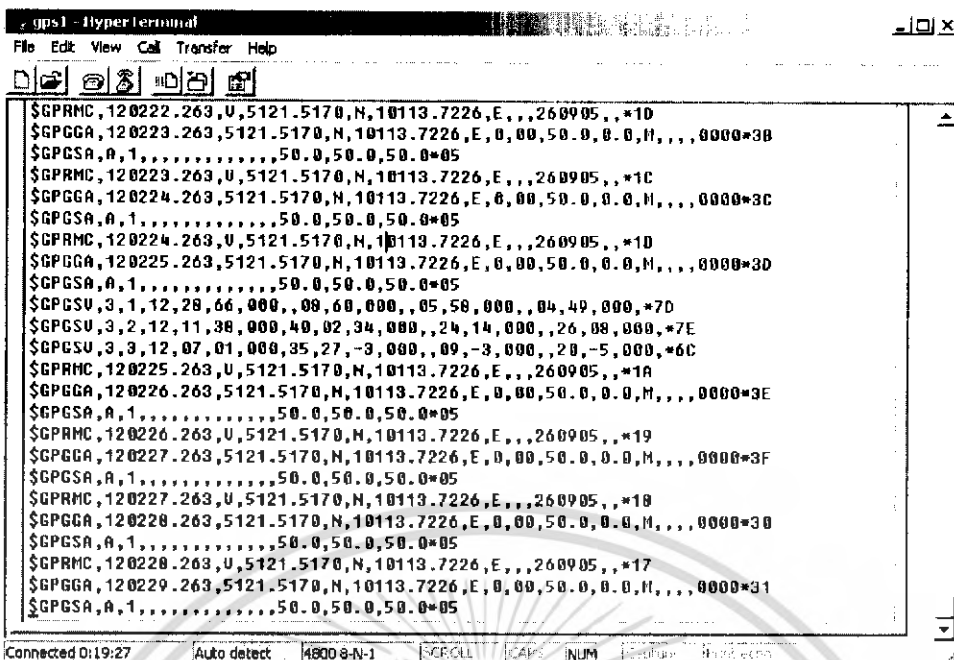 gps1 - HyperTerminal
File Edit View Call Transfer Help
$GPRMC,120222.263,V,5121.5170,N,10113.7226,E,,,260905,,*1D
$GPGGA,120223.263,5121.5170,N,10113.7226,E,0,00,50.0,0.0,M,,,,0000*3B
$GPGSA,A,1,,,,,,,,,,,,,50.0,50.0,50.0*05
$GPRMC,120223.263,V,5121.5170,N,10113.7226,E,,,260905,,*1C
$GPGGA,120224.263,5121.5170,N,10113.7226,E,0,00,50.0,0.0,M,,,,0000*3C
$GPGSA,A,1,,,,,,,,,,,,,50.0,50.0,50.0*05
$GPRMC,120224.263,V,5121.5170,N,10113.7226,E,,,260905,,*1D
$GPGGA,120225.263,5121.5170,N,10113.7226,E,0,00,50.0,0.0,M,,,,0000*3D
$GPGSA,A,1,,,,,,,,,,,,,50.0,50.0,50.0*05
$GPGSV,3,1,12,28,66,000,,08,60,000,,05,58,000,,04,49,000,*7D
$GPGSV,3,2,12,11,38,000,40,02,34,000,,24,14,000,,26,08,000,*7E
$GPGSV,3,3,12,07,01,000,35,27,-3,000,,09,-3,000,,20,-5,000,*6C
$GPRMC,120225.263,V,5121.5170,N,10113.7226,E,,,260905,,*1A
$GPGGA,120226.263,5121.5170,N,10113.7226,E,0,00,50.0,0.0,M,,,,0000*3E
$GPGSA,A,1,,,,,,,,,,,,,50.0,50.0,50.0*05
$GPRMC,120226.263,V,5121.5170,N,10113.7226,E,,,260905,,*19
$GPGGA,120227.263,5121.5170,N,10113.7226,E,0,00,50.0,0.0,M,,,,0000*3F
$GPGSA,A,1,,,,,,,,,,,,,50.0,50.0,50.0*05
$GPRMC,120227.263,V,5121.5170,N,10113.7226,E,,,260905,,*18
$GPGGA,120228.263,5121.5170,N,10113.7226,E,0,00,50.0,0.0,M,,,,0000*30
$GPGSA,A,1,,,,,,,,,,,,,50.0,50.0,50.0*05
$GPRMC,120228.263,V,5121.5170,N,10113.7226,E,,,260905,,*17
$GPGGA,120229.263,5121.5170,N,10113.7226,E,0,00,50.0,0.0,M,,,,0000*31
$GPGSA,A,1,,,,,,,,,,,,,50.0,50.0,50.0*05
Connected 0:19:27 Auto detect 4800 8-N-1 SCROLL CAPS NUM Capture Print echo